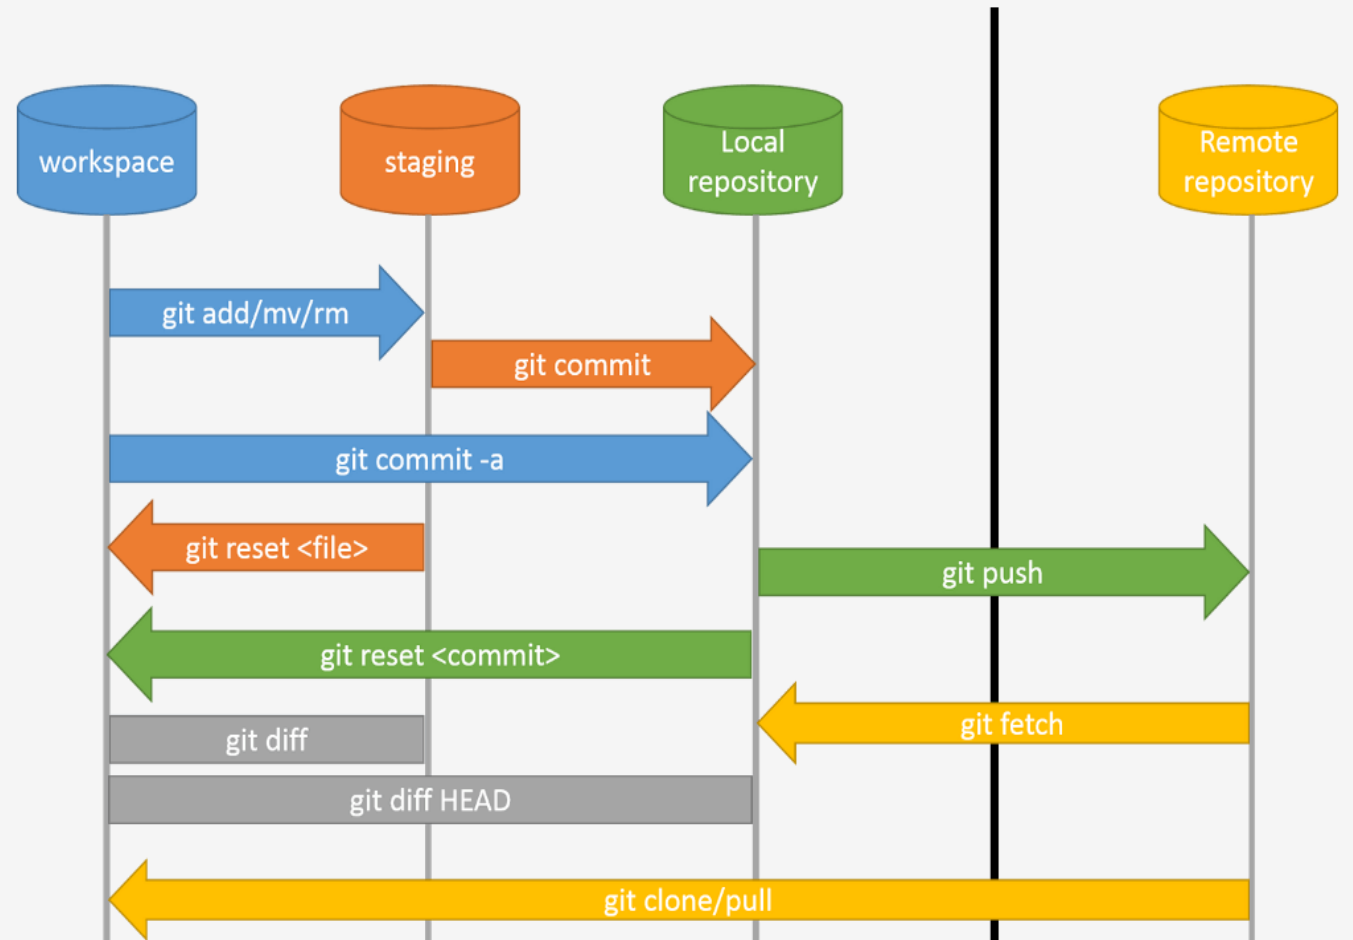 workspace
staging
Local
repository
Remote
repository
git add/mv/rm
git commit
git commit -a
git reset <file>
git push
git reset <commit>
git fetch
git diff
git diff HEAD
git clone/pull